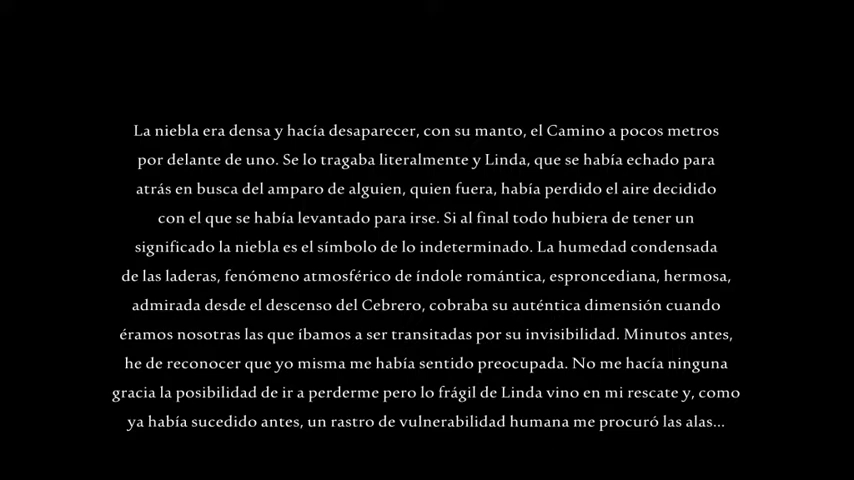 La niebla era densa y hacía desaparecer, con su manto, el Camino a pocos metros
por delante de uno. Se lo tragaba literalmente y Linda, que se había echado para
atrás en busca del amparo de alguien, quien fuera, había perdido el aire decidido
con el que se había levantado para irse. Si al final todo hubiera de tener un
significado la niebla es el símbolo de lo indeterminado. La humedad condensada
de las laderas, fenómeno atmosférico de índole romántica, esproncediana, hermosa,
admirada desde el descenso del Cebrero, cobraba su auténtica dimensión cuando
éramos nosotras las que íbamos a ser transitadas por su invisibilidad. Minutos antes,
he de reconocer que yo misma me había sentido preocupada. No me hacía ninguna
gracia la posibilidad de ir a perderme pero lo frágil de Linda vino en mi rescate y, como
ya había sucedido antes, un rastro de vulnerabilidad humana me procuró las alas...